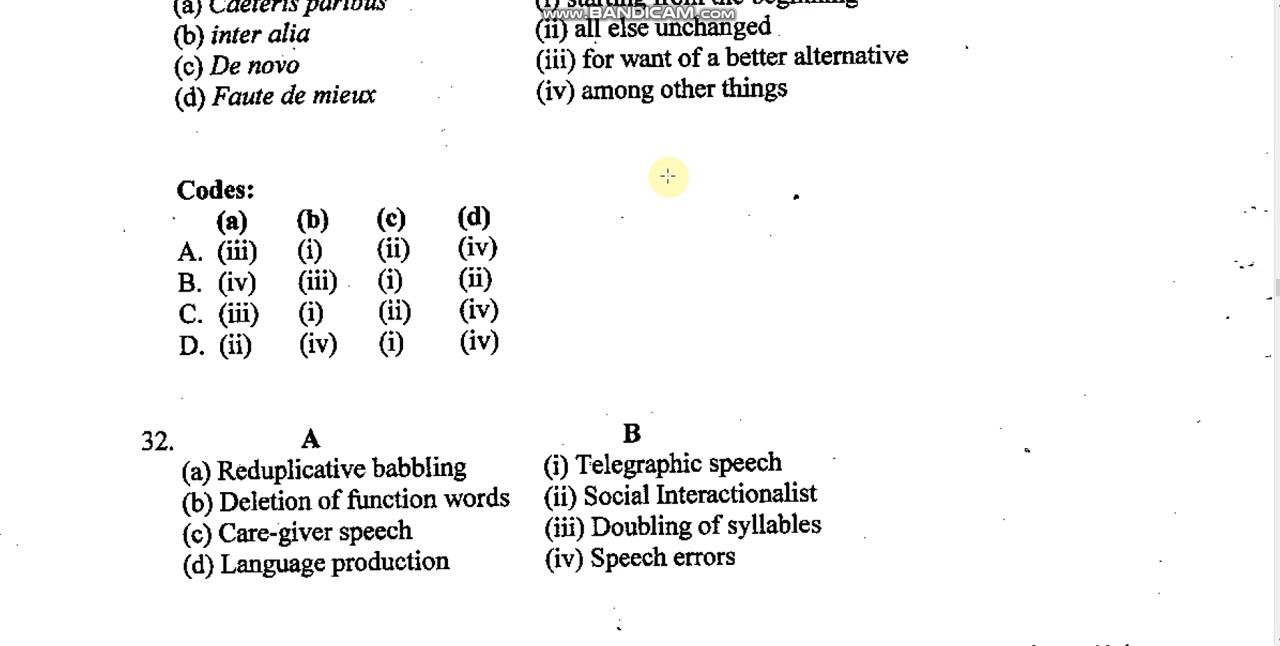 (a) Caeteris paribus (i) starting from the beginning
www.BANDICAM.com
(b) inter alia (ii) all else unchanged
(c) De novo (iii) for want of a better alternative
(d) Faute de mieux (iv) among other things
Codes:
(a) (b) (c) (d)
A. (iii) (i) (ii) (iv)
B. (iv) (iii) (i) (ii)
C. (iii) (i) (ii) (iv)
D. (ii) (iv) (i) (iv)
32. A B
(a) Reduplicative babbling (i) Telegraphic speech
(b) Deletion of function words (ii) Social Interactionalist
(c) Care-giver speech (iii) Doubling of syllables
(d) Language production (iv) Speech errors